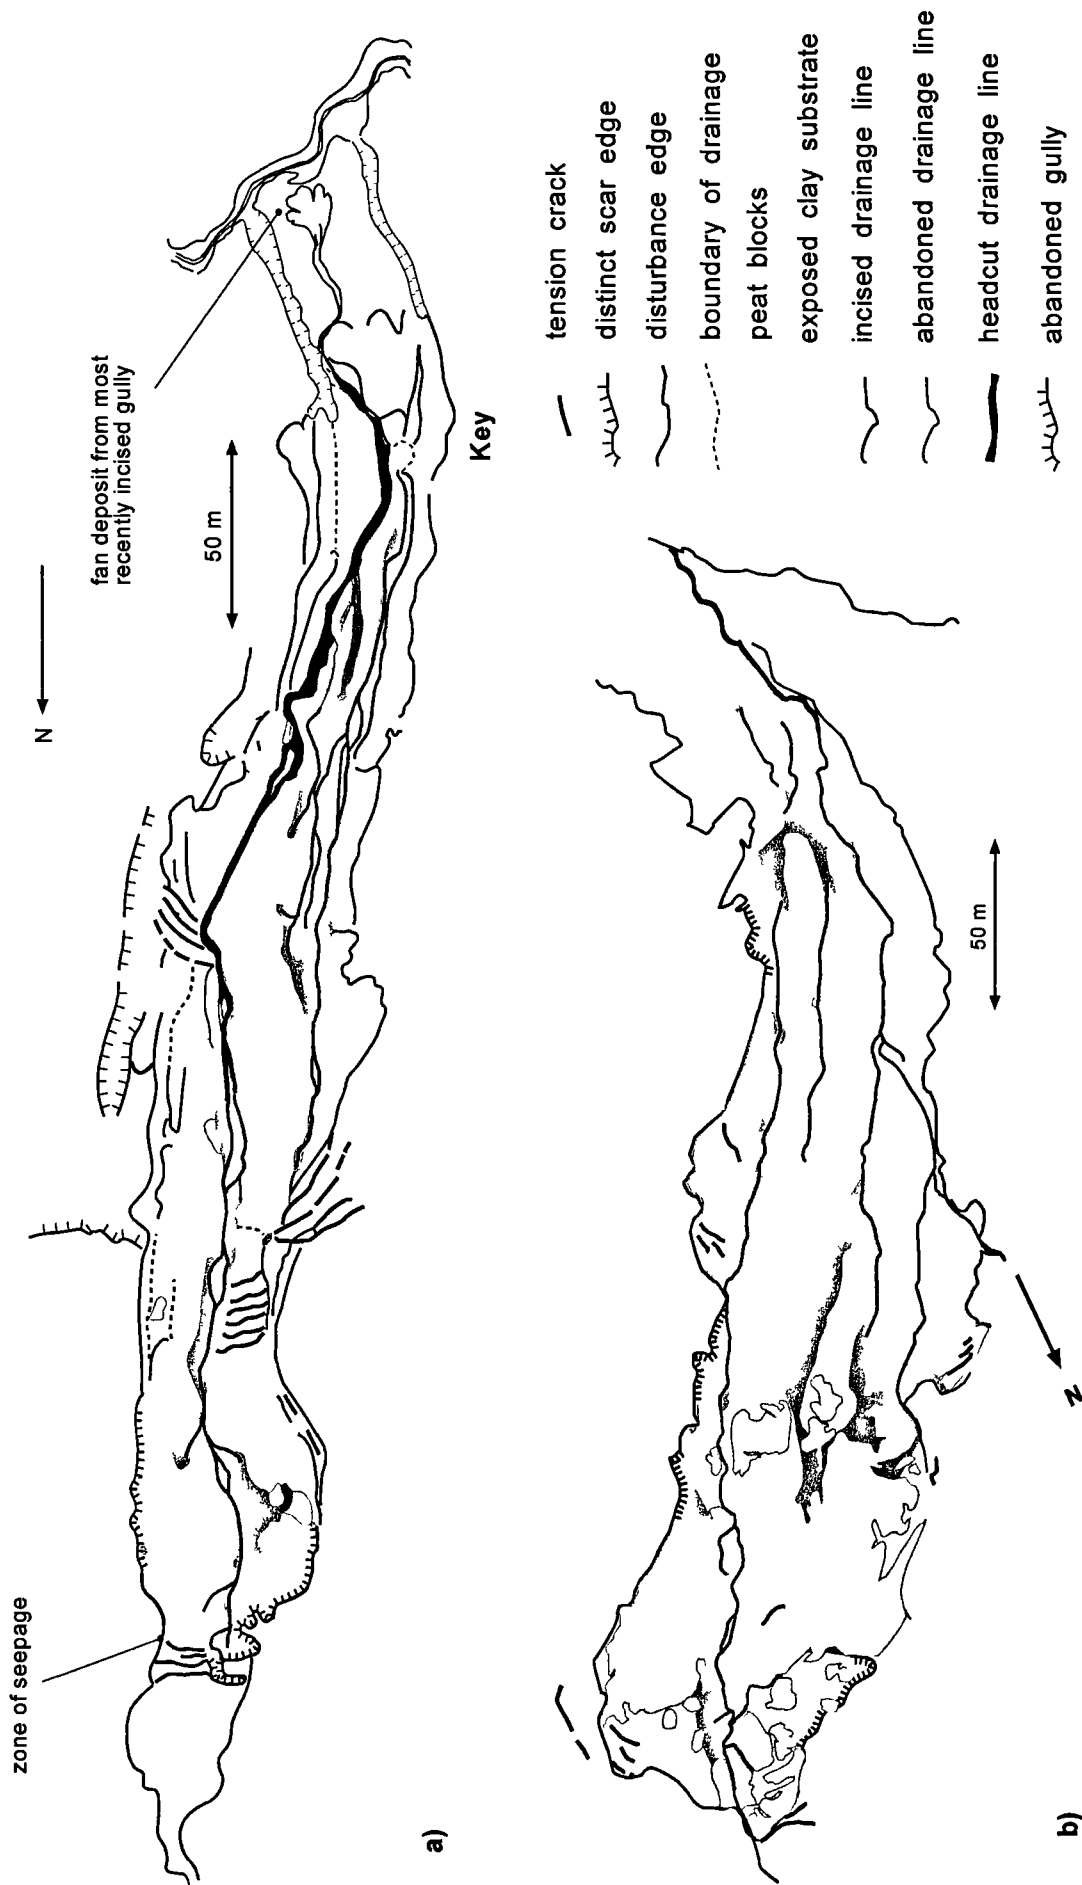 zone of seepage
fan deposit from most
recently incised gully
N
50 m
a)
Key
tension crack
distinct scar edge
disturbance edge
boundary of drainage
peat blocks
exposed clay substrate
incised drainage line
abandoned drainage line
headcut drainage line
abandoned gully
50 m
N
b)